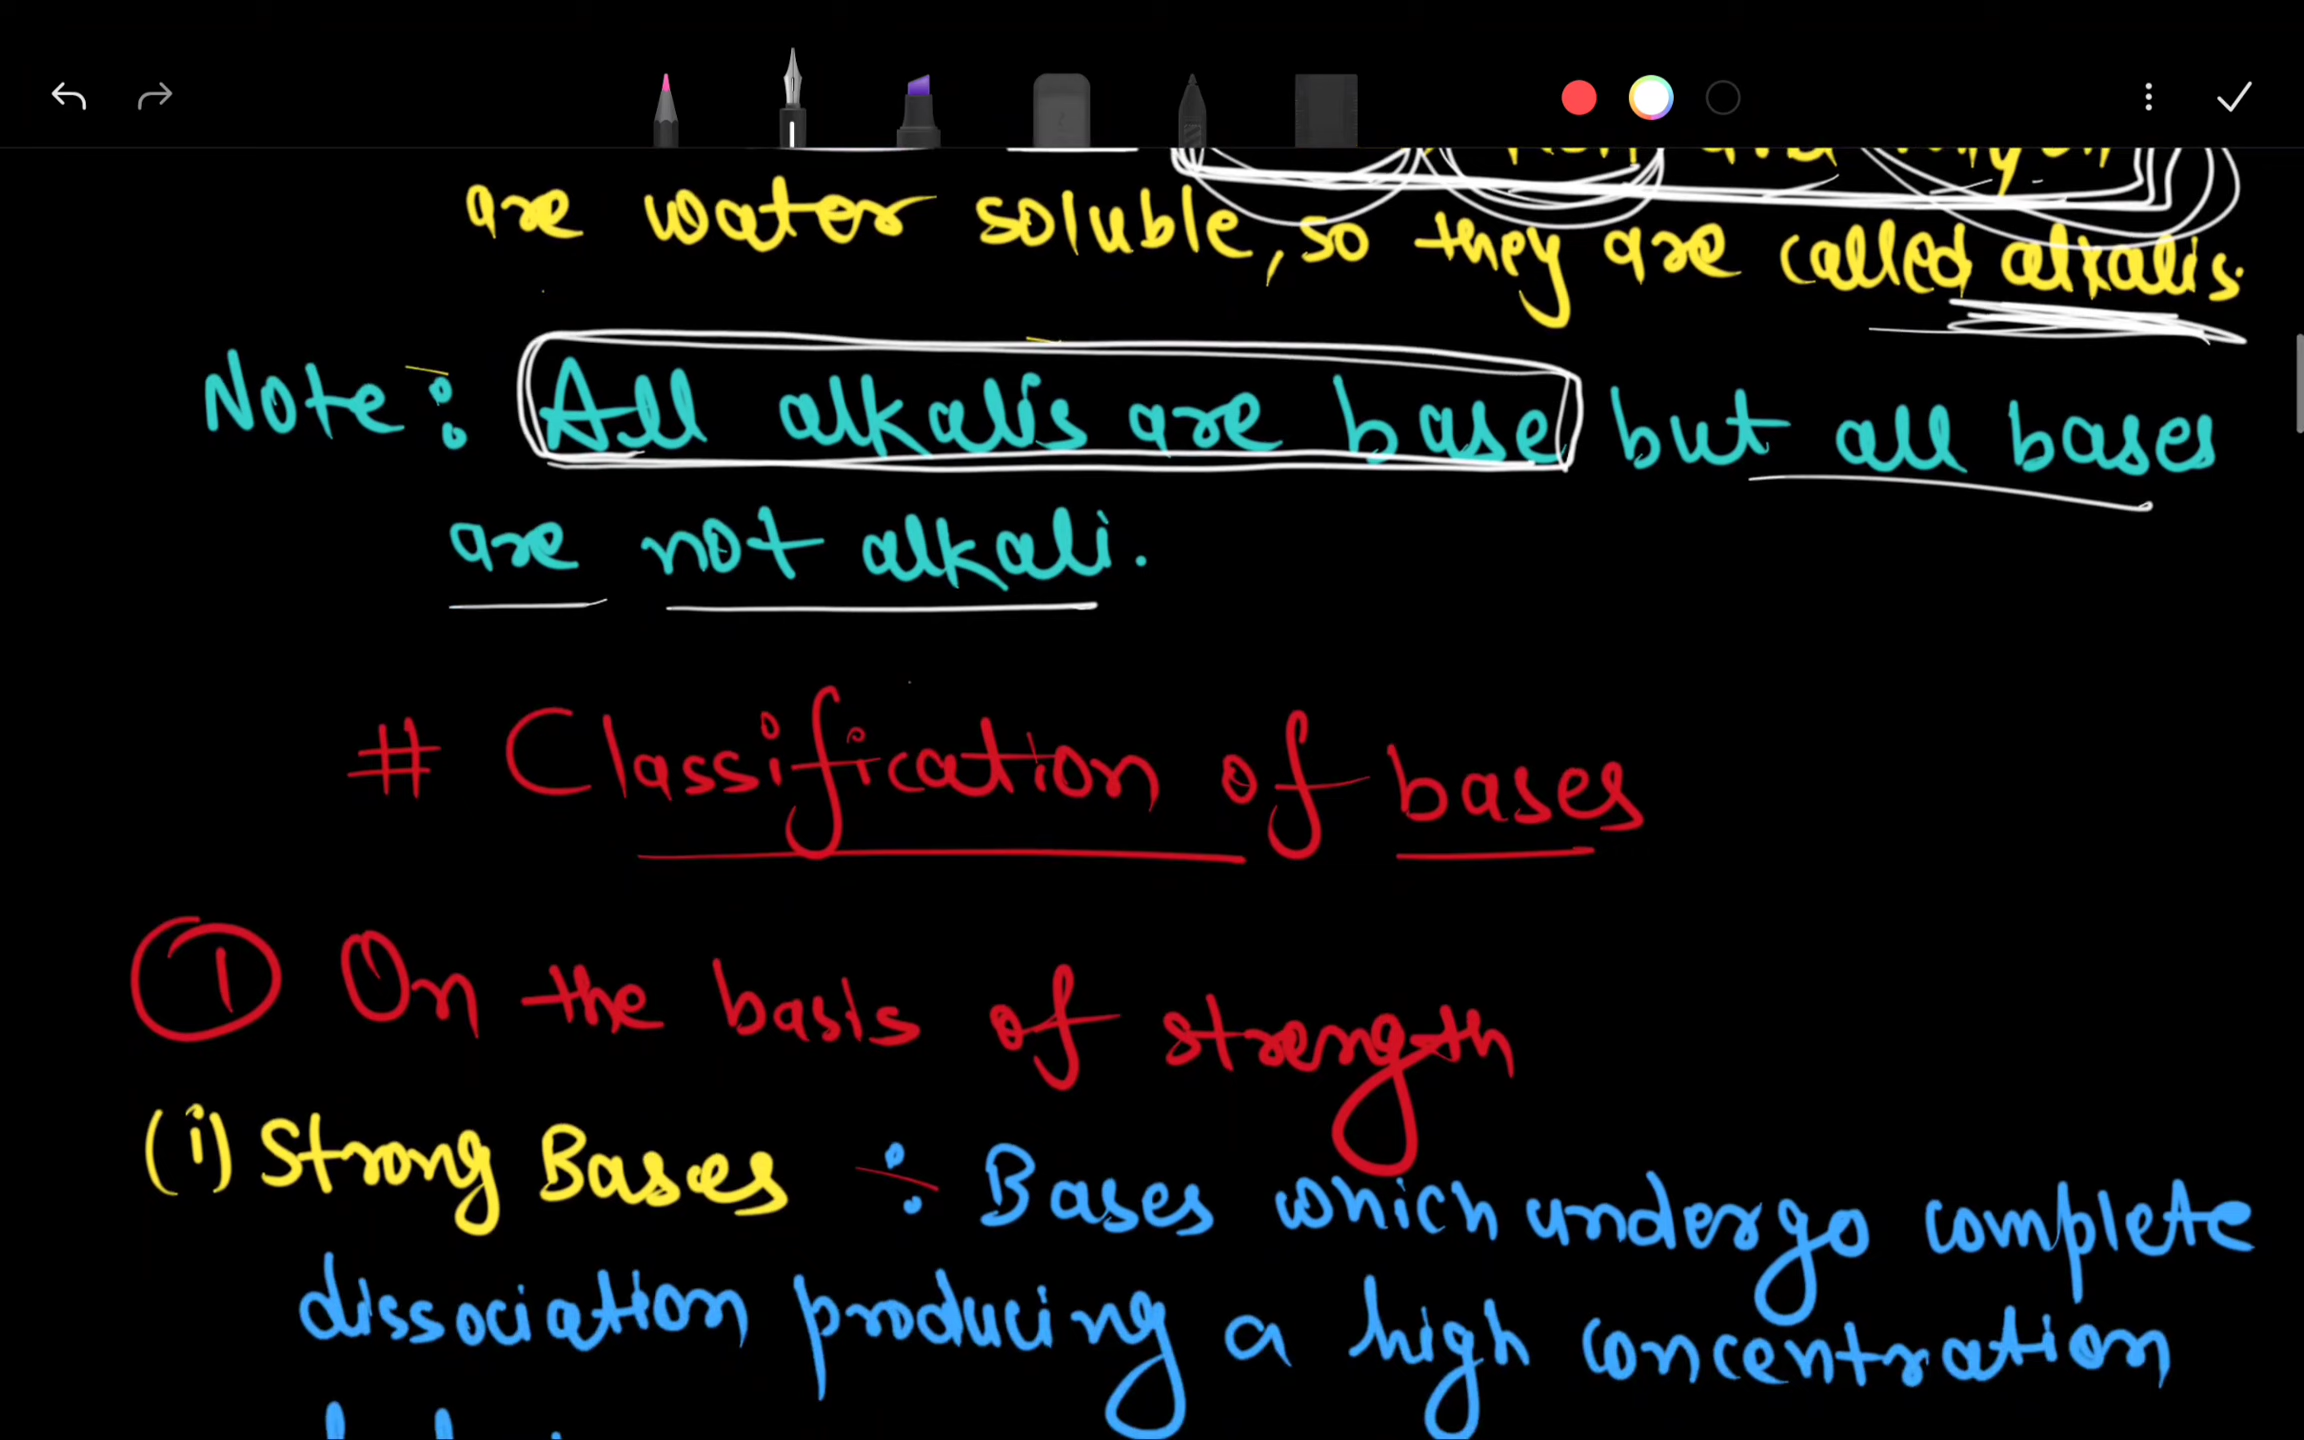 are water soluble, so they are called alkalis.
Note: All alkalis are base but all bases
are not alkali.
# Classification of bases
① On the basis of strength
(i) Strong Bases : Bases which undergo complete
dissociation producing a high concentration